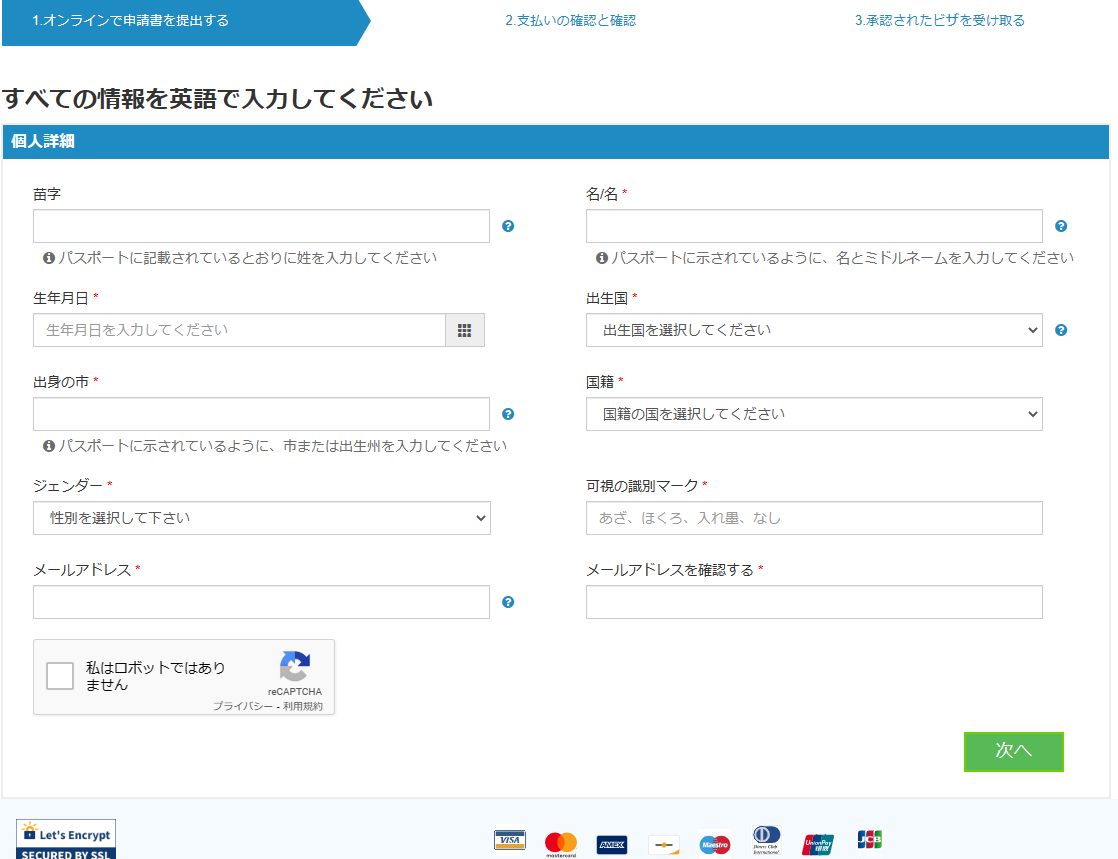 1.オンラインで申請書を提出する
2.支払いの確認と確認
3.承認されたビザを受け取る
すべての情報を英語で入力してください
個人詳細
苗字
名/名 *
パスポートに記載されているとおりに姓を入力してください
パスポートに示されているように、名とミドルネームを入力してください
生年月日 *
出生国 *
生年月日を入力してください
出生国を選択してください
出身の市 *
国籍 *
国籍の国を選択してください
パスポートに示されているように、市または出生州を入力してください
ジェンダー *
可視の識別マーク *
性別を選択して下さい
あざ、ほくろ、入れ墨、なし
メールアドレス *
メールアドレスを確認する *
私はロボットではあり
ません
reCAPTCHA
プライバシー - 利用規約
次へ
Let's Encrypt
SECURED BY SSL
VISA
mastercard
AMEX
Maestro
Diners Club
International
UnionPay
银联
JCB